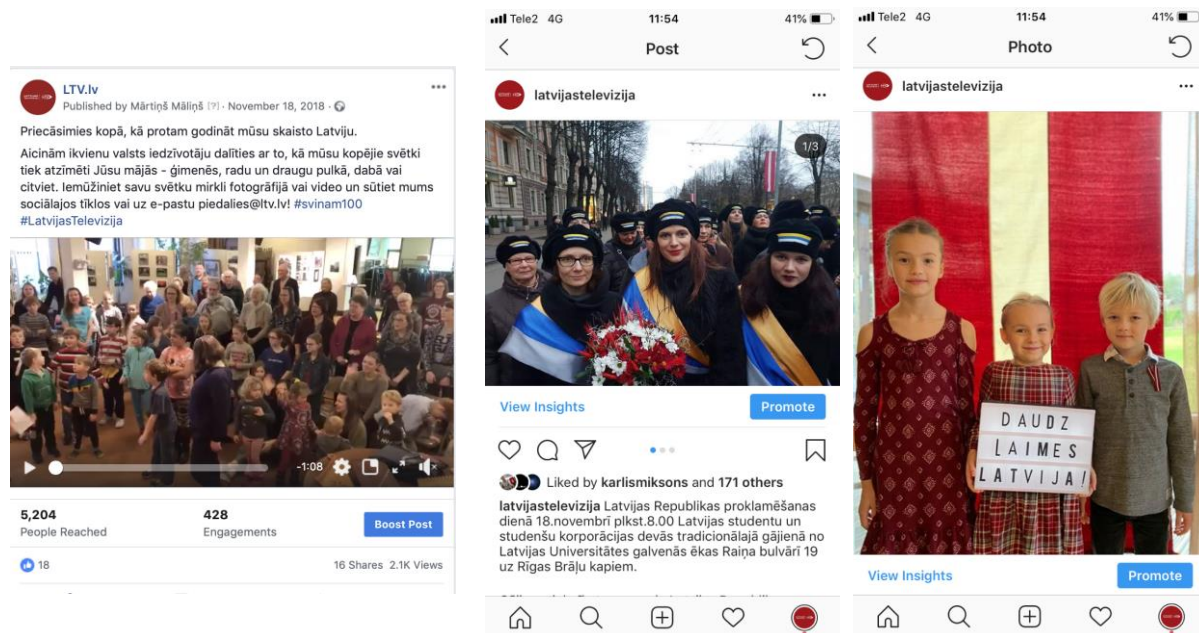 LTV.lv
Published by Mārtiņš Māliņš [?] · November 18, 2018 ·
Priecāsimies kopā, kā protam godināt mūsu skaisto Latviju.
Aicinām ikvienu valsts iedzīvotāju dalīties ar to, kā mūsu kopējie svētki
tiek atzīmēti Jūsu mājās - ģimenēs, radu un draugu pulkā, dabā vai
citviet. Iemūžiniet savu svētku mirkli fotogrāfijā vai video un sūtiet mums
sociālajos tīklos vai uz e-pastu piedalies@ltv.lv! #svinam100
#LatvijasTelevizija
-1:08
5,204
People Reached
428
Engagements
Boost Post
18
16 Shares 2.1K Views
Tele2 4G 11:54 41%
Post
latvijastelevizija
1/3
View Insights
Promote
Liked by karlismiksons and 171 others
latvijastelevizija Latvijas Republikas proklamēšanas
dienā 18.novembrī plkst.8.00 Latvijas studentu un
studenšu korporācijas devās tradicionālajā gājienā no
Latvijas Universitātes galvenās ēkas Raiņa bulvārī 19
uz Rīgas Brāļu kapiem.
Tele2 4G 11:54 41%
Photo
latvijastelevizija
DAUDZ
LAIMES
LATVIJA!
View Insights
Promote